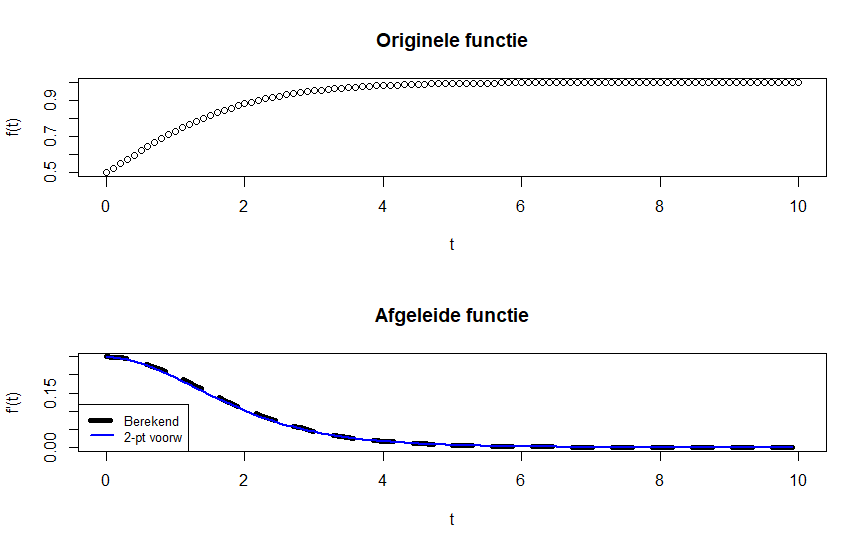 Originele functie
f(t)
0.5 0.7 0.9
0 2 4 6 8 10
t
Afgeleide functie
f'(t)
0.00 0.15
Berekend
2-pt voorw
0 2 4 6 8 10
t